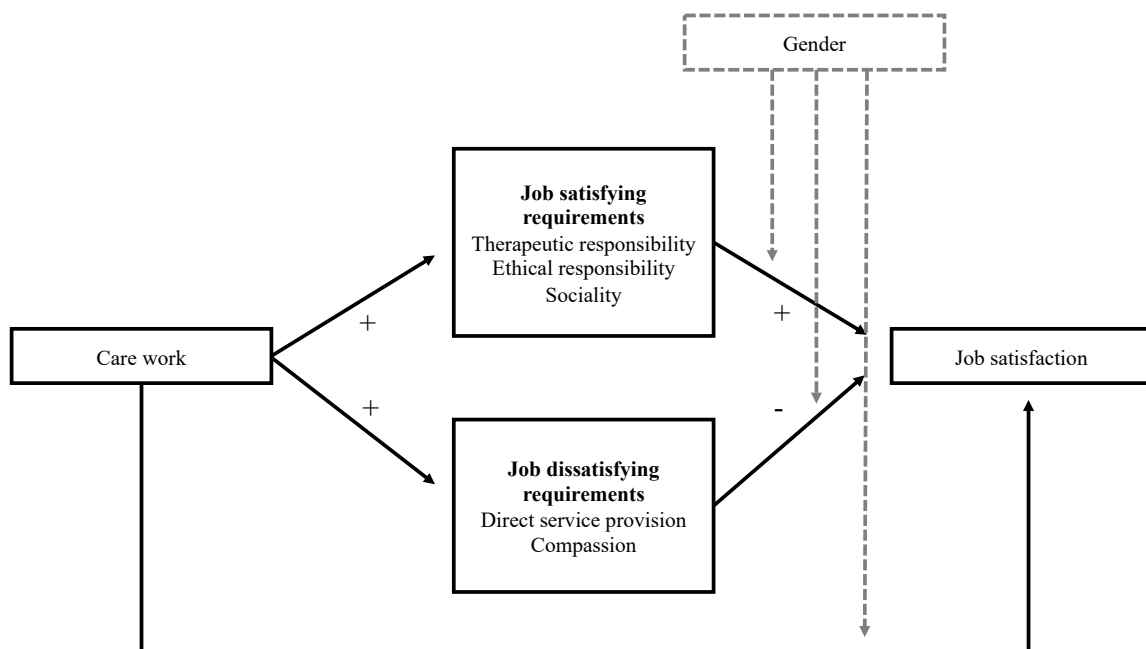 Gender
Job satisfying
requirements
Therapeutic responsibility
Ethical responsibility
Sociality
+
+
Care work
Job satisfaction
+
-
Job dissatisfying
requirements
Direct service provision
Compassion